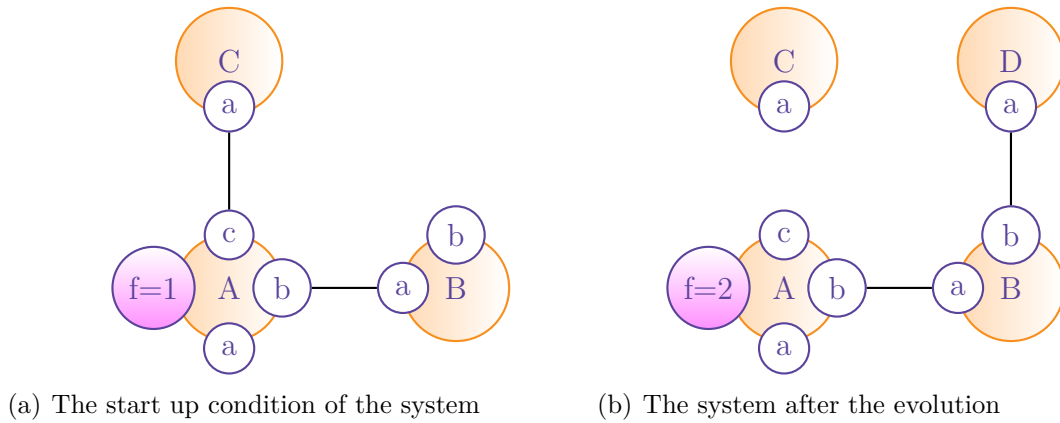 C
a
c
f=1
A
b
a
a
B
b
(a) The start up condition of the system
C
a
D
a
c
f=2
A
b
a
a
B
b
(b) The system after the evolution